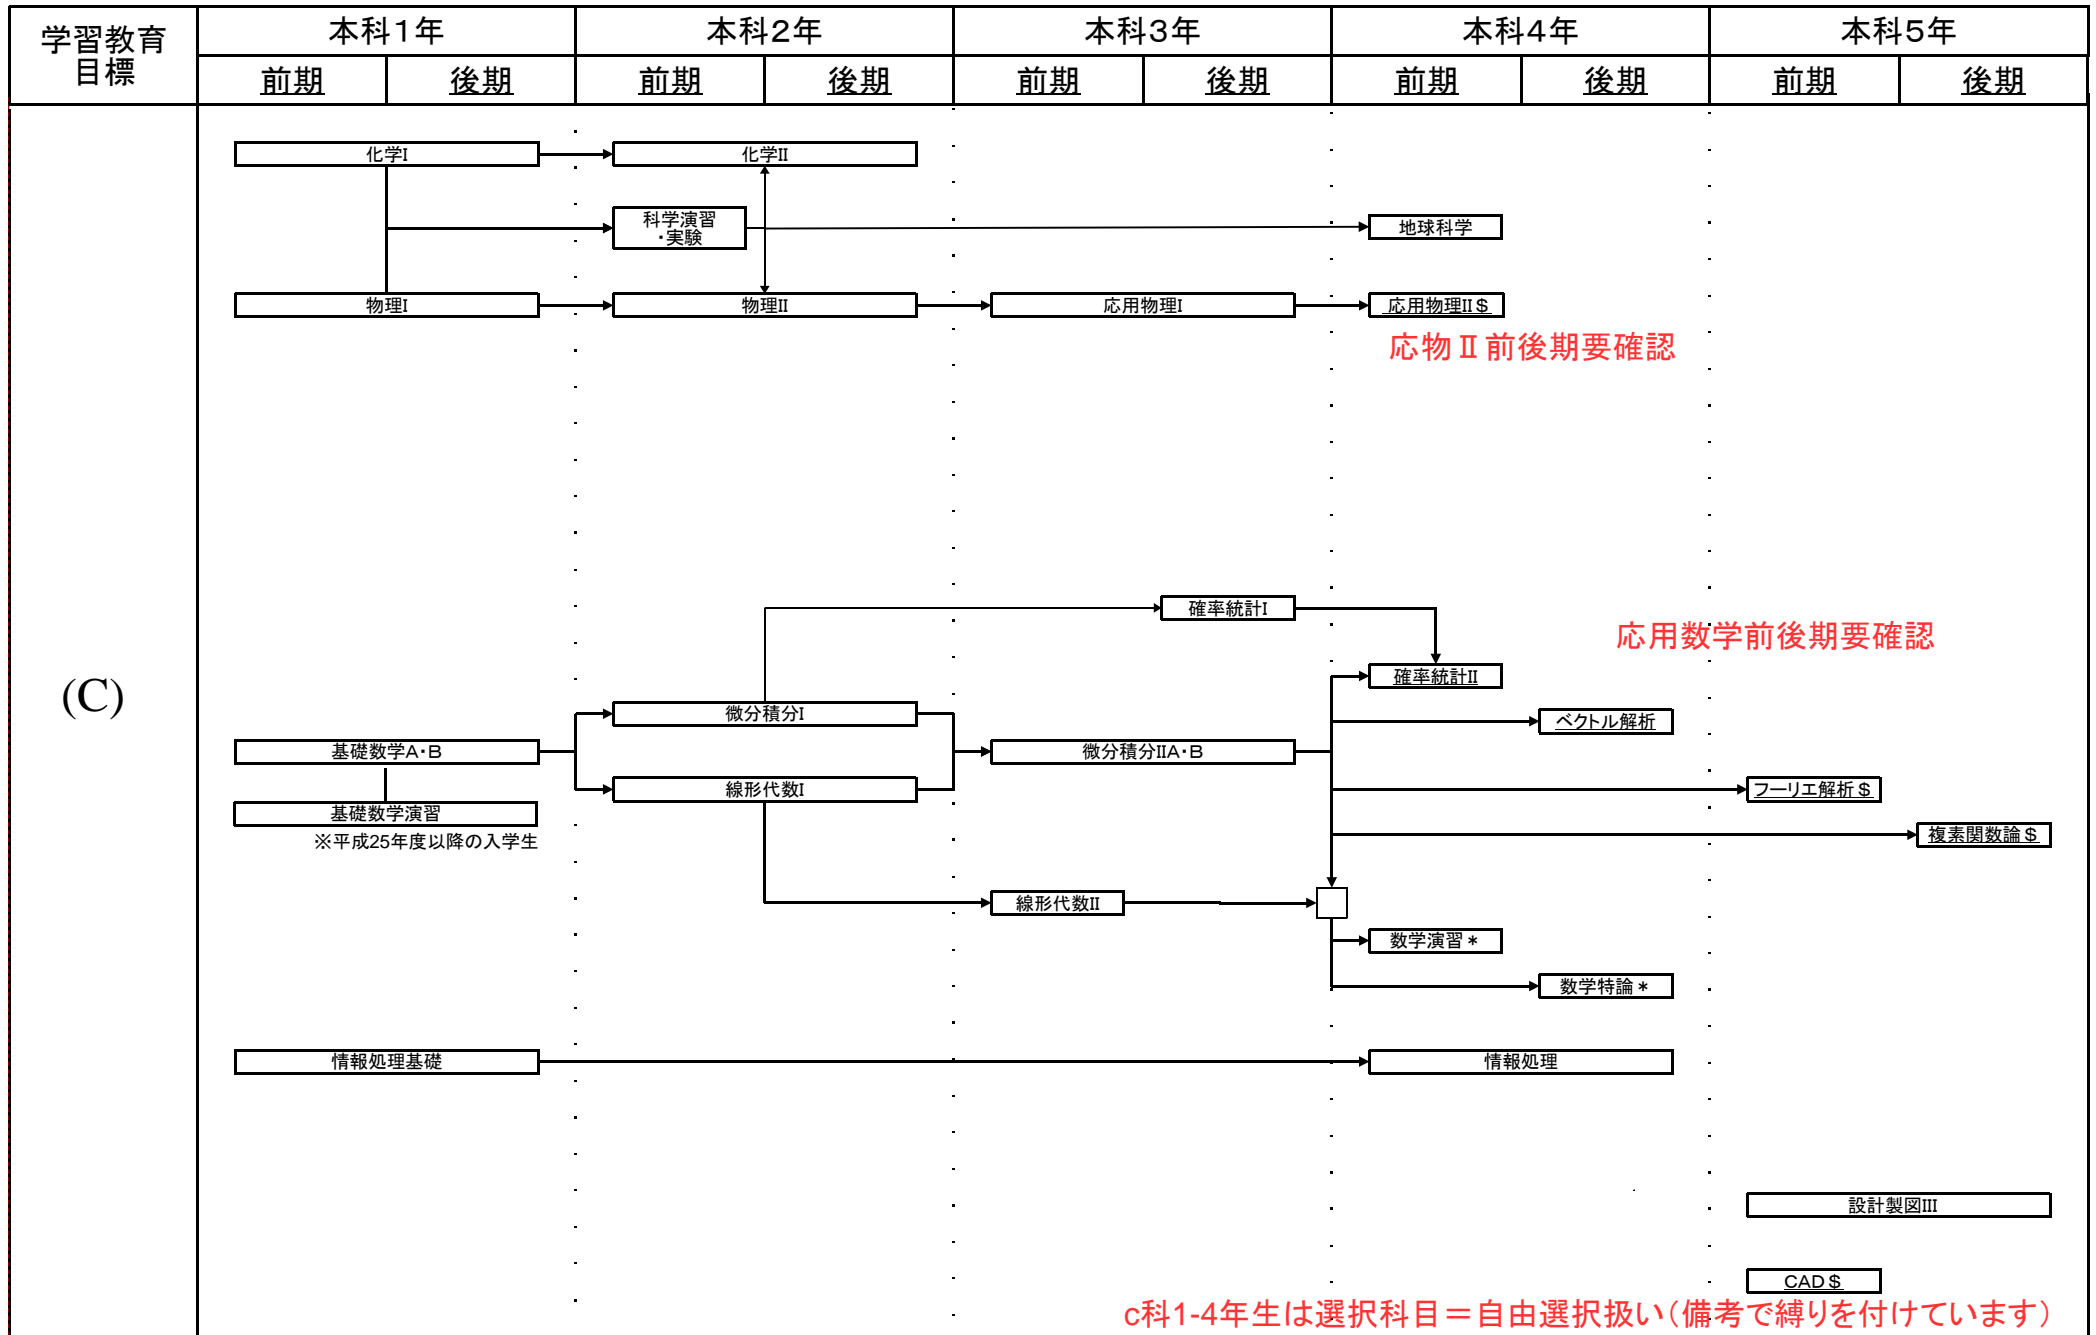 学習教育
目標
本科1年
本科2年
本科3年
本科4年
本科5年
前期
後期
前期
後期
前期
後期
前期
後期
前期
後期
化学I
化学II
科学演習
・実験
地球科学
物理I
物理II
応用物理I
応用物理II＄
応物Ⅱ前後期要確認
確率統計I
応用数学前後期要確認
(C)
確率統計II
微分積分I
ベクトル解析
基礎数学A・B
微分積分IIA・B
線形代数I
フーリエ解析＄
基礎数学演習
※平成25年度以降の入学生
複素関数論＄
線形代数II
数学演習＊
数学特論＊
情報処理基礎
情報処理
設計製図III
CAD＄
c科1-4年生は選択科目＝自由選択扱い（備考で縛りを付けています）